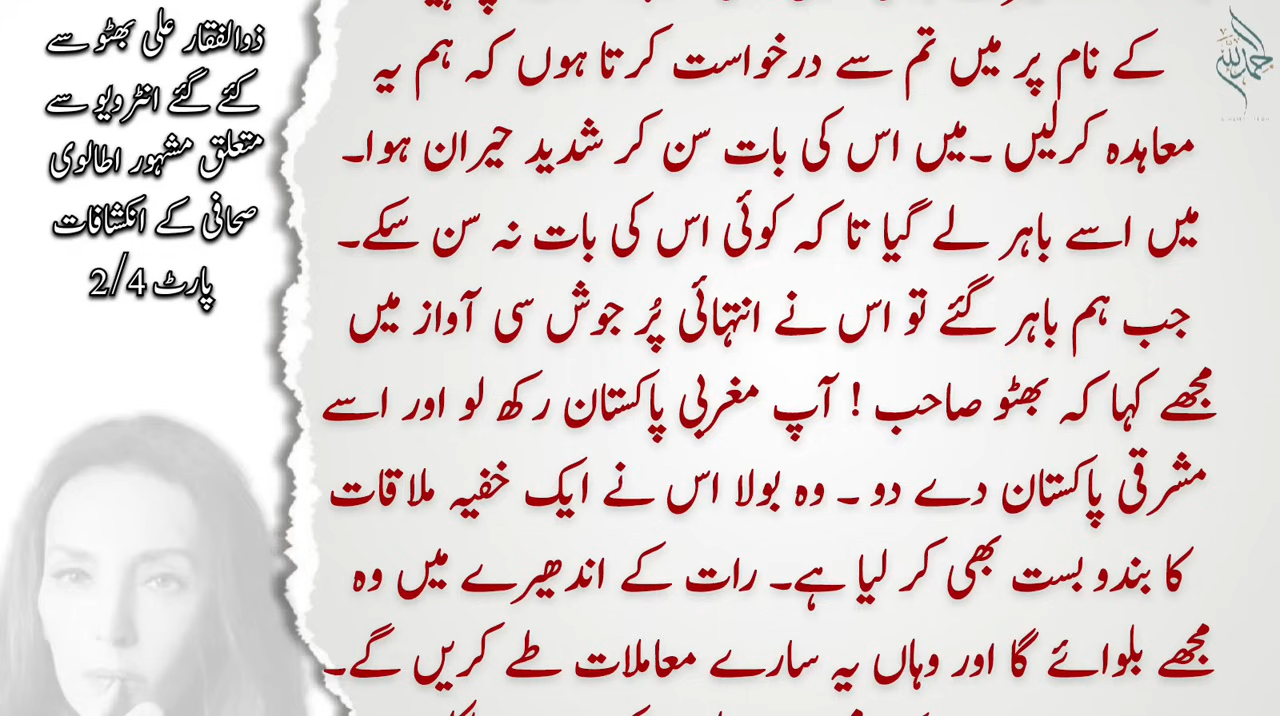 ذوالفقار علی بھٹو سے
کئے گئے انٹرویو سے
متعلق مشہور اطالوی
صحافی کے انکشافات
پارٹ 2/4
کے نام پر میں تم سے درخواست کرتا ہوں کہ ہم یہ
معاہدہ کرلیں ۔میں اس کی بات سن کر شدید حیران ہوا۔
میں اسے باہر لے گیا تا کہ کوئی اس کی بات نہ سن سکے۔
جب ہم باہر گئے تو اس نے انتہائی پُر جوش سی آواز میں
مجھے کہا کہ بھٹو صاحب ! آپ مغربی پاکستان رکھ لو اور اسے
مشرقی پاکستان دے دو ۔ وہ بولا اس نے ایک خفیہ ملاقات
کا بندوبست بھی کر لیا ہے۔ رات کے اندھیرے میں وہ
مجھے بلوائے گا اور وہاں یہ سارے معاملات طے کریں گے۔